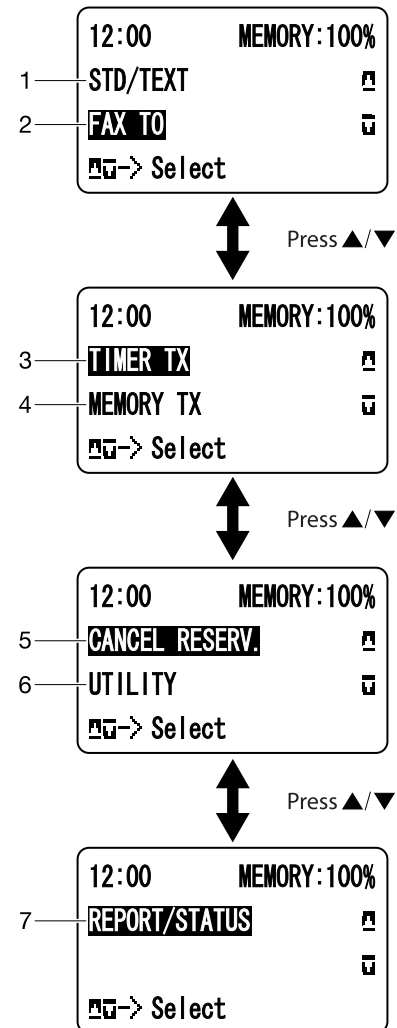 12:00 MEMORY:100%
1 STD/TEXT
2 FAX TO
-> Select
Press ▲/▼
12:00 MEMORY:100%
3 TIMER TX
4 MEMORY TX
-> Select
Press ▲/▼
12:00 MEMORY:100%
5 CANCEL RESERV.
6 UTILITY
-> Select
Press ▲/▼
12:00 MEMORY:100%
7 REPORT/STATUS
-> Select